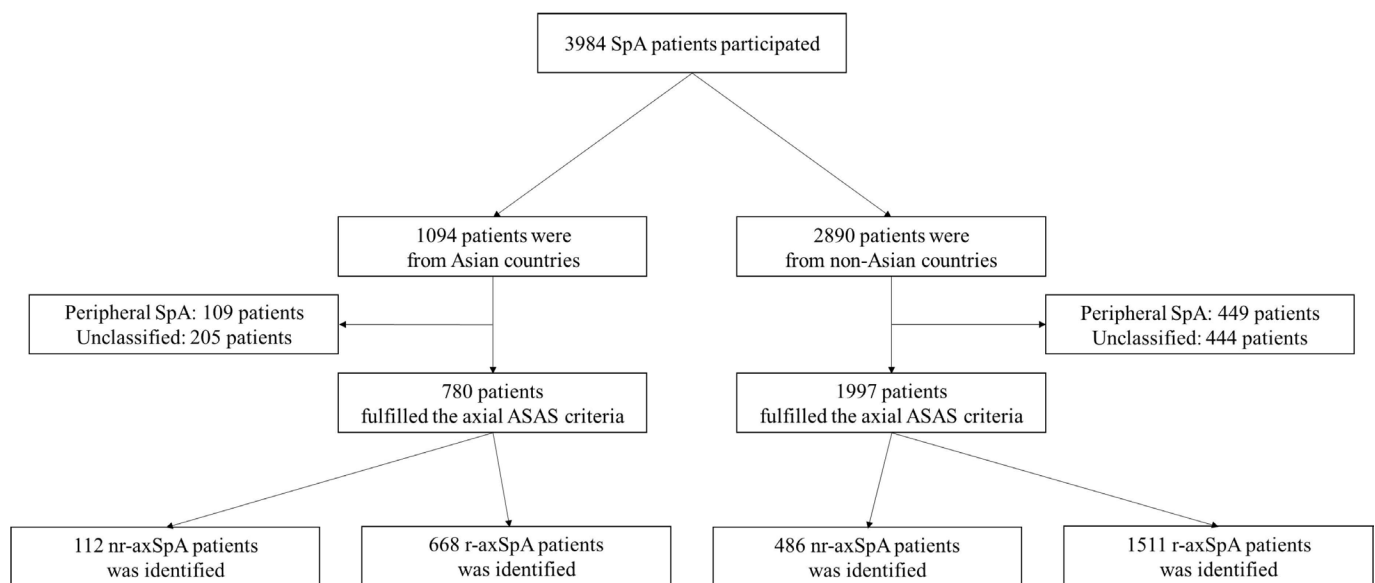 3984 SpA patients participated
1094 patients were
from Asian countries
2890 patients were
from non-Asian countries
Peripheral SpA: 109 patients
Unclassified: 205 patients
Peripheral SpA: 449 patients
Unclassified: 444 patients
780 patients
fulfilled the axial ASAS criteria
1997 patients
fulfilled the axial ASAS criteria
112 nr-axSpA patients
was identified
668 r-axSpA patients
was identified
486 nr-axSpA patients
was identified
1511 r-axSpA patients
was identified